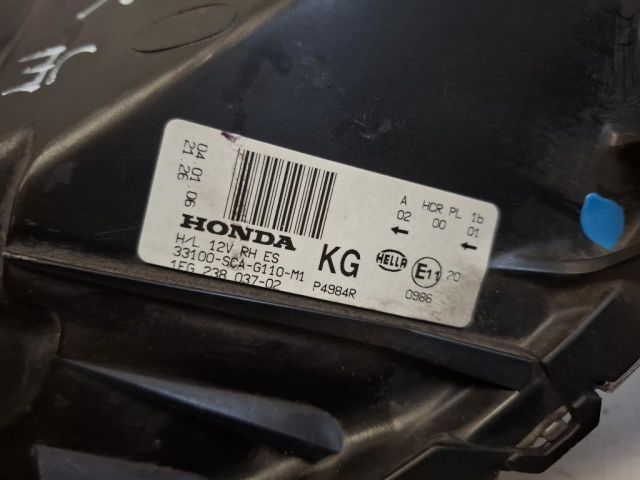 04 01 06
21 26
HONDA
H/L 12V RH ES
33100-SCA-G110-M1
1EG 238 037-02
KG
P4984R
A HCR PL 1b
02 00 01
HELLA E11 20
0986